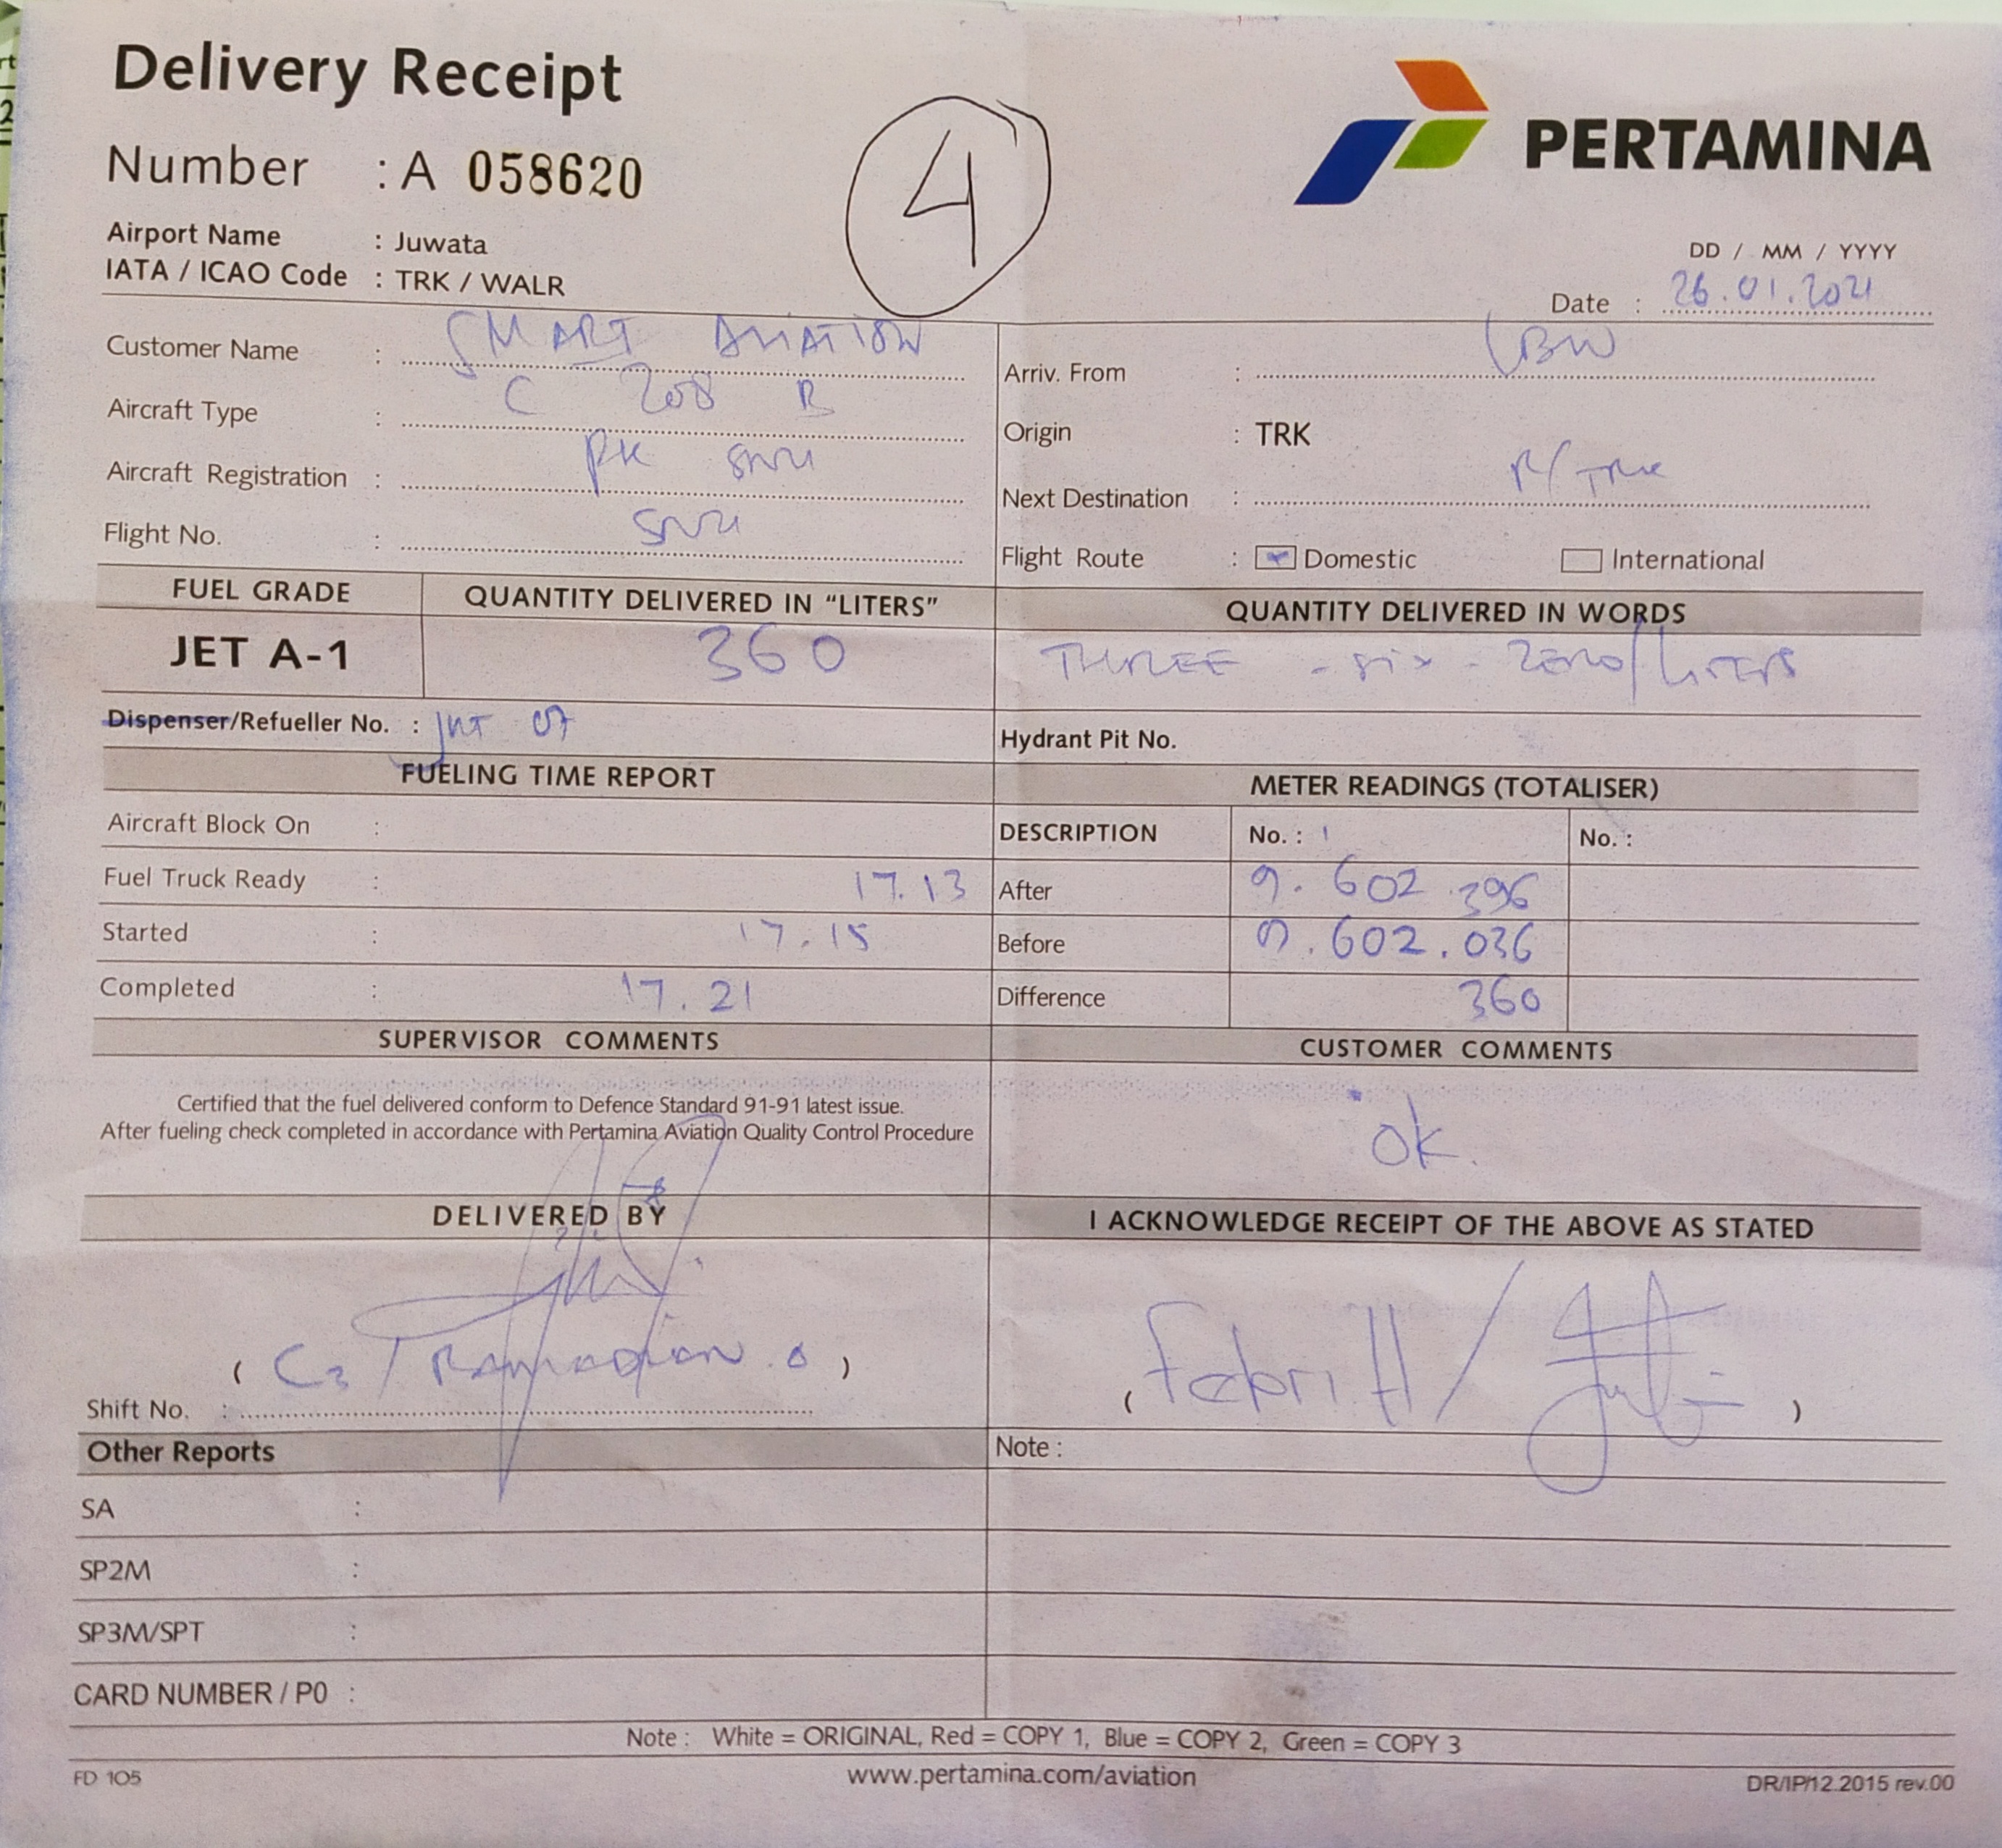 Delivery Receipt
PERTAMINA
Number : A 058620
4
Airport Name : Juwata
IATA / ICAO Code : TRK / WALR
DD / MM / YYYY
Date : 26.01.2021
Customer Name : SMART AVIATION
Arriv. From : LBW
Aircraft Type : C 208 B
Origin : TRK
Aircraft Registration : PK
Next Destination : R/TRK
Flight No. :
Flight Route : Domestic International
FUEL GRADE QUANTITY DELIVERED IN “LITERS” QUANTITY DELIVERED IN WORDS
JET A-1 360 THREE - SIX - ZERO/LITERS
Dispenser/Refueller No. : 07
Hydrant Pit No.
FUELING TIME REPORT METER READINGS (TOTALISER)
Aircraft Block On :
DESCRIPTION No. : 1 No. :
Fuel Truck Ready : 17.13
After 9.602.396
Started : 17.15
Before 9.602.036
Completed : 17.21
Difference 360
SUPERVISOR COMMENTS CUSTOMER COMMENTS
Certified that the fuel delivered conform to Defence Standard 91-91 latest issue.
After fueling check completed in accordance with Pertamina Aviation Quality Control Procedure
ok.
DELIVERED BY I ACKNOWLEDGE RECEIPT OF THE ABOVE AS STATED
( C3 / Ramadian . )
( Febri H / )
Shift No. :
Other Reports Note :
SA :
SP2M :
SP3M/SPT :
CARD NUMBER / PO :
Note : White = ORIGINAL, Red = COPY 1, Blue = COPY 2, Green = COPY 3
FD 105 www.pertamina.com/aviation DR/IP/12.2015 rev.00